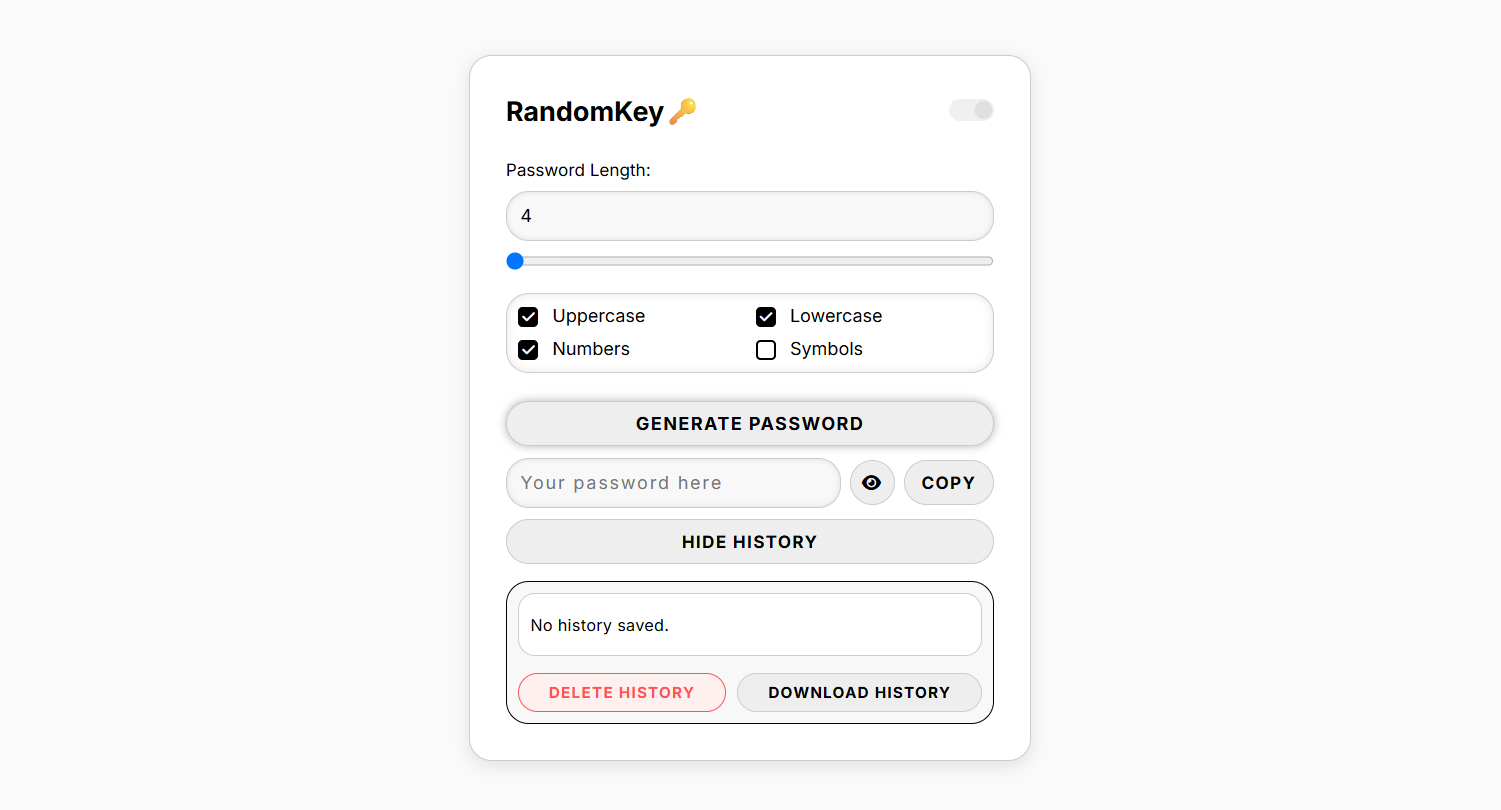 RandomKey🔑
Password Length:
4
Uppercase
Lowercase
Numbers
Symbols
GENERATE PASSWORD
Your password here
COPY
HIDE HISTORY
No history saved.
DELETE HISTORY
DOWNLOAD HISTORY